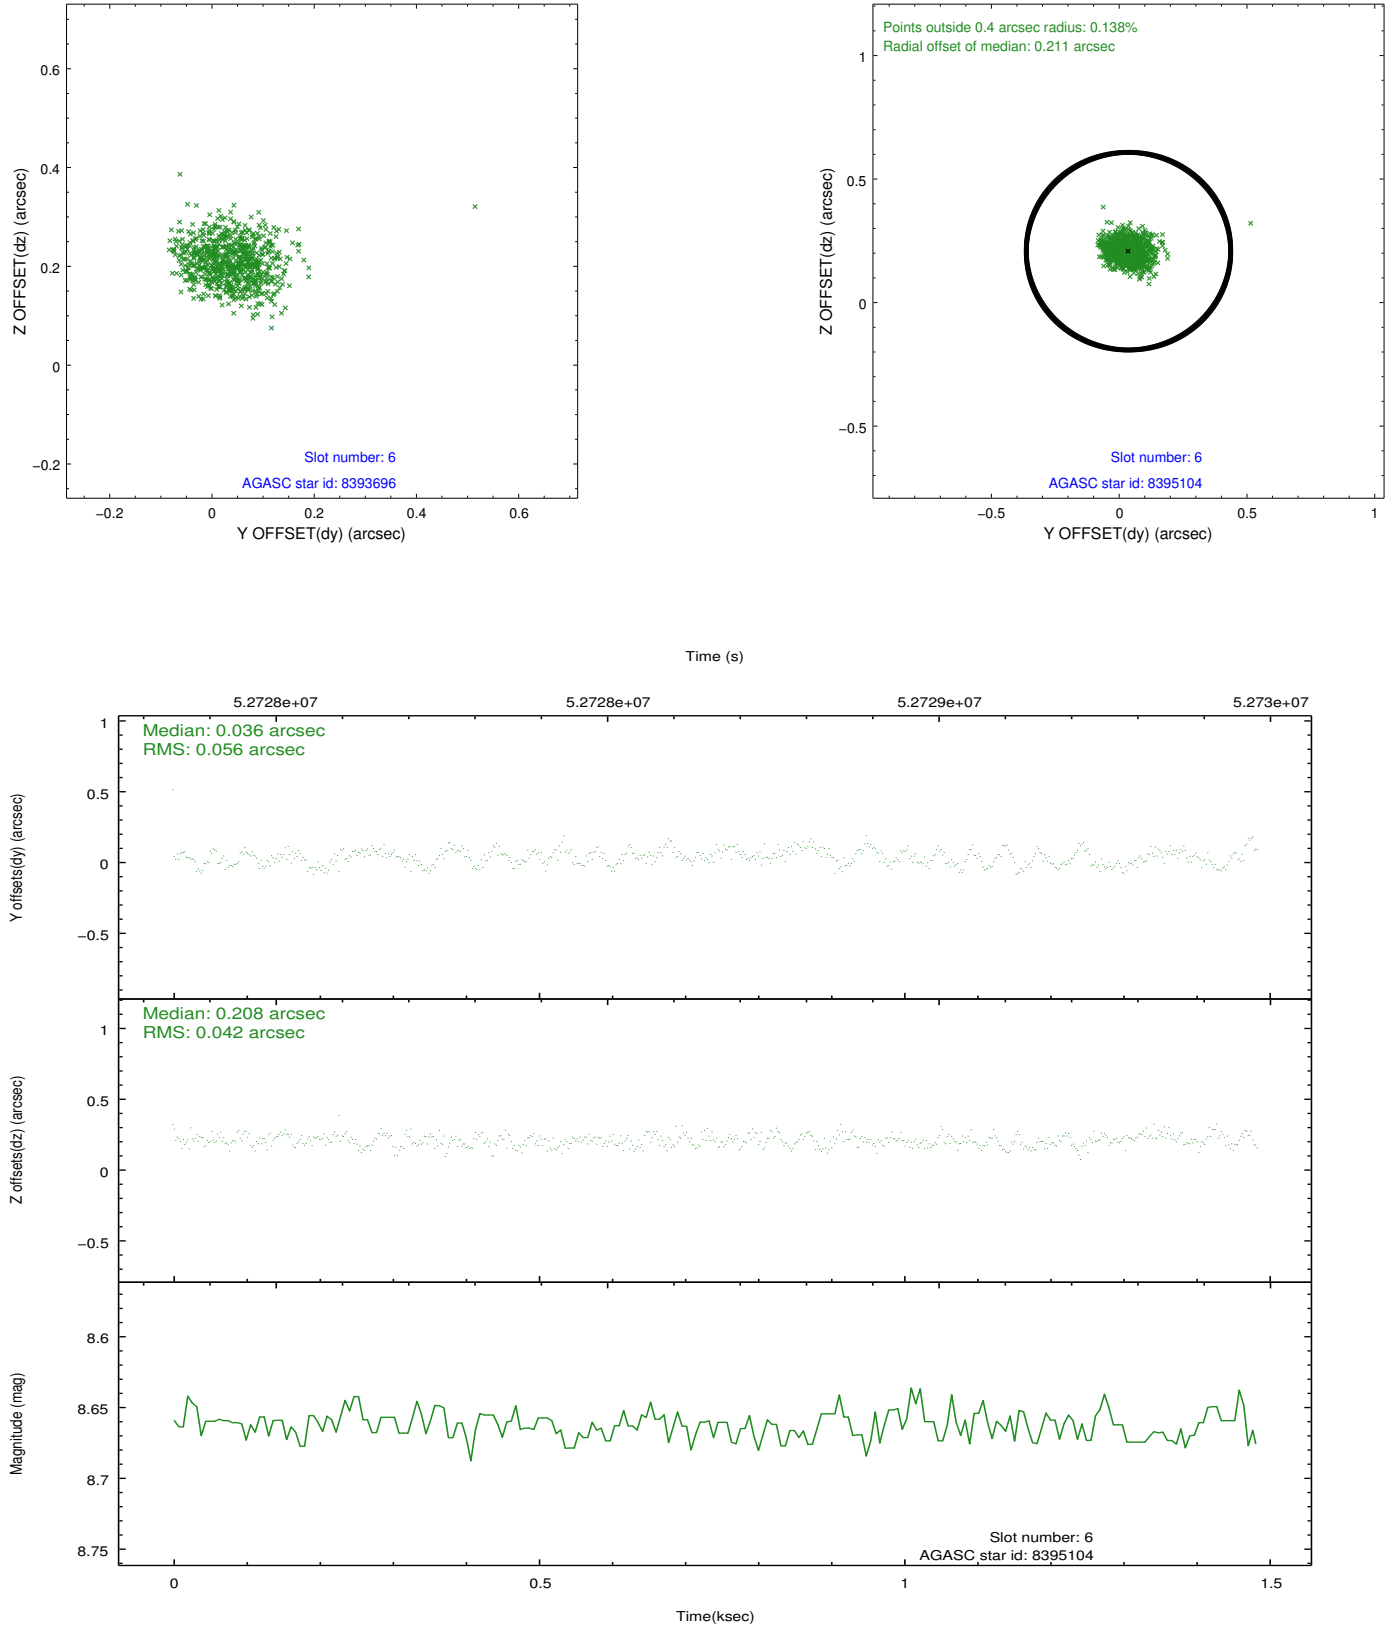 0.6
0.4
0.2
0
−0.2
Z OFFSET(dz) (arcsec)
Slot number: 6
AGASC star id: 8393696
−0.2 0 0.2 0.4 0.6
Y OFFSET(dy) (arcsec)
Points outside 0.4 arcsec radius: 0.138%
Radial offset of median: 0.211 arcsec
1
0.5
0
−0.5
Z OFFSET(dz) (arcsec)
Slot number: 6
AGASC star id: 8395104
−0.5 0 0.5 1
Y OFFSET(dy) (arcsec)
Time (s)
5.2728e+07 5.2728e+07 5.2729e+07 5.273e+07
Median: 0.036 arcsec
RMS: 0.056 arcsec
1
0.5
0
−0.5
Y offsets(dy) (arcsec)
Median: 0.208 arcsec
RMS: 0.042 arcsec
1
0.5
0
−0.5
Z offsets(dz) (arcsec)
8.6
8.65
8.7
8.75
Magnitude (mag)
Slot number: 6
AGASC star id: 8395104
0 0.5 1 1.5
Time(ksec)